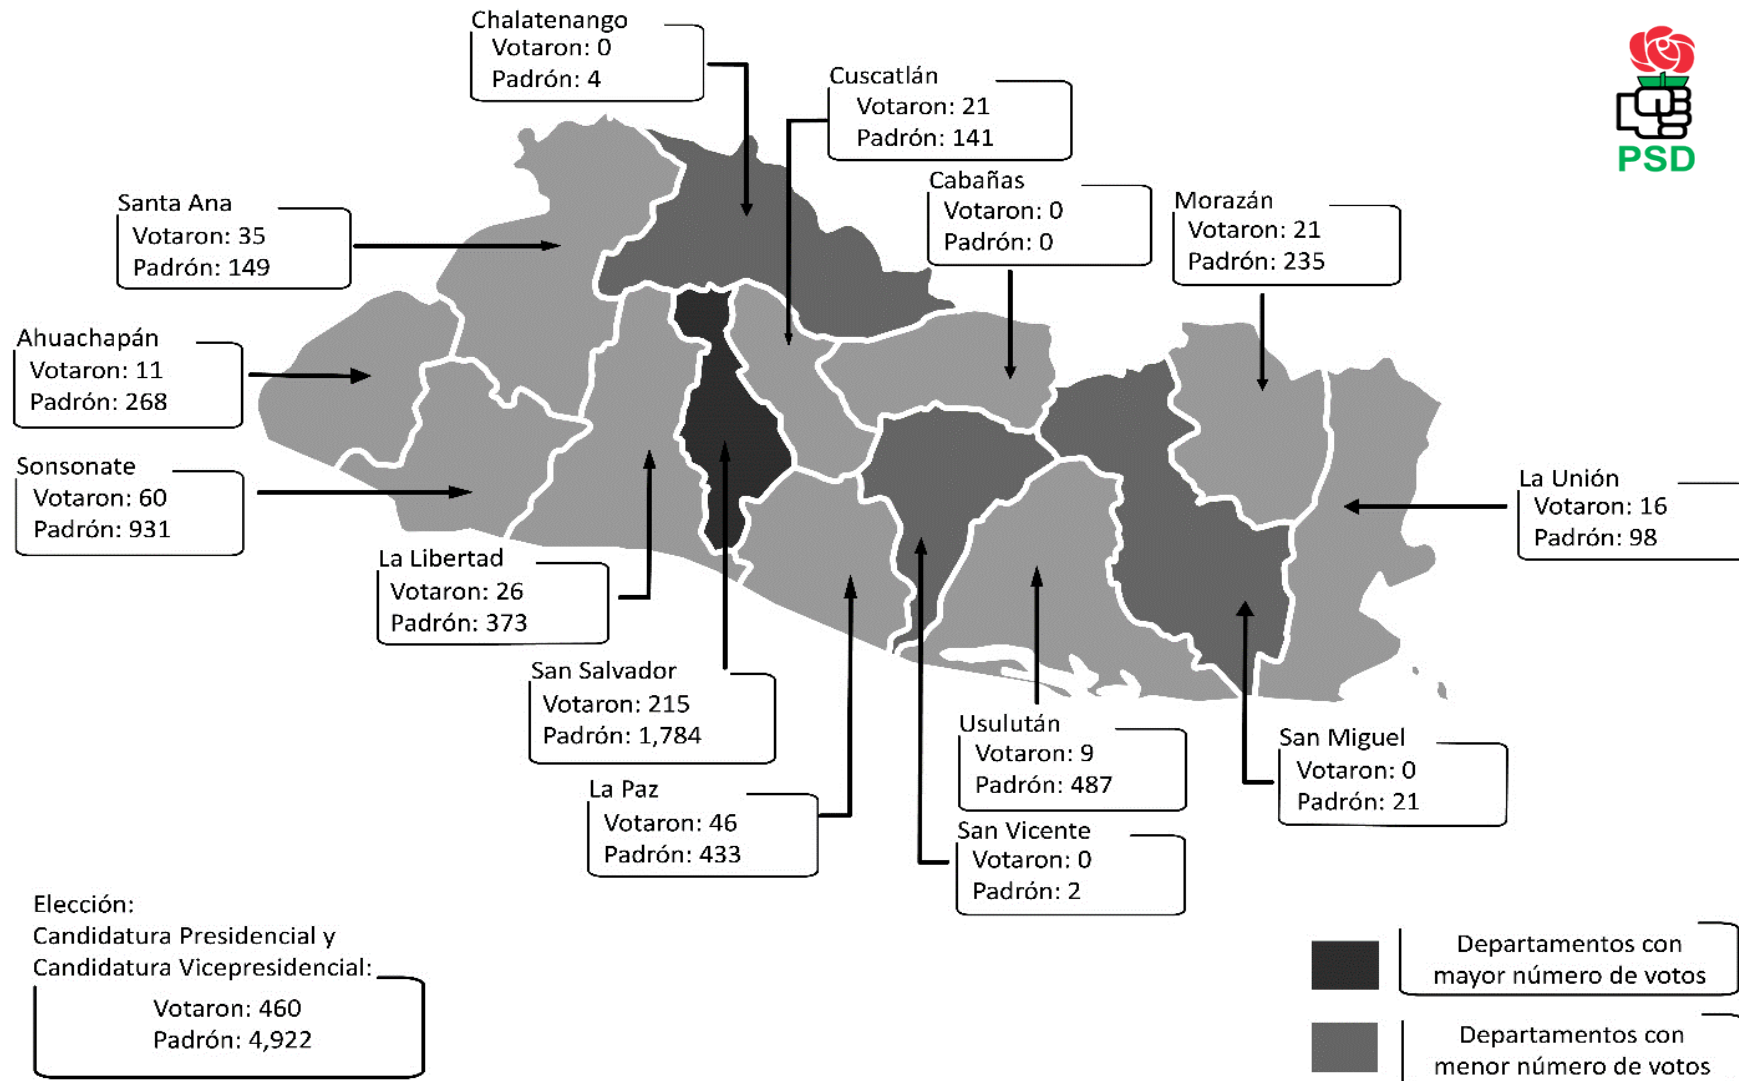 Chalatenango
Votaron: 0
Padrón: 4
Cuscatlán
Votaron: 21
Padrón: 141
PSD
Cabañas
Votaron: 0
Padrón: 0
Morazán
Votaron: 21
Padrón: 235
Santa Ana
Votaron: 35
Padrón: 149
Ahuachapán
Votaron: 11
Padrón: 268
Sonsonate
Votaron: 60
Padrón: 931
La Unión
Votaron: 16
Padrón: 98
La Libertad
Votaron: 26
Padrón: 373
San Salvador
Votaron: 215
Padrón: 1,784
Usulután
Votaron: 9
Padrón: 487
San Miguel
Votaron: 0
Padrón: 21
La Paz
Votaron: 46
Padrón: 433
San Vicente
Votaron: 0
Padrón: 2
Elección:
Candidatura Presidencial y
Candidatura Vicepresidencial:
Votaron: 460
Padrón: 4,922
Departamentos con
mayor número de votos
Departamentos con
menor número de votos